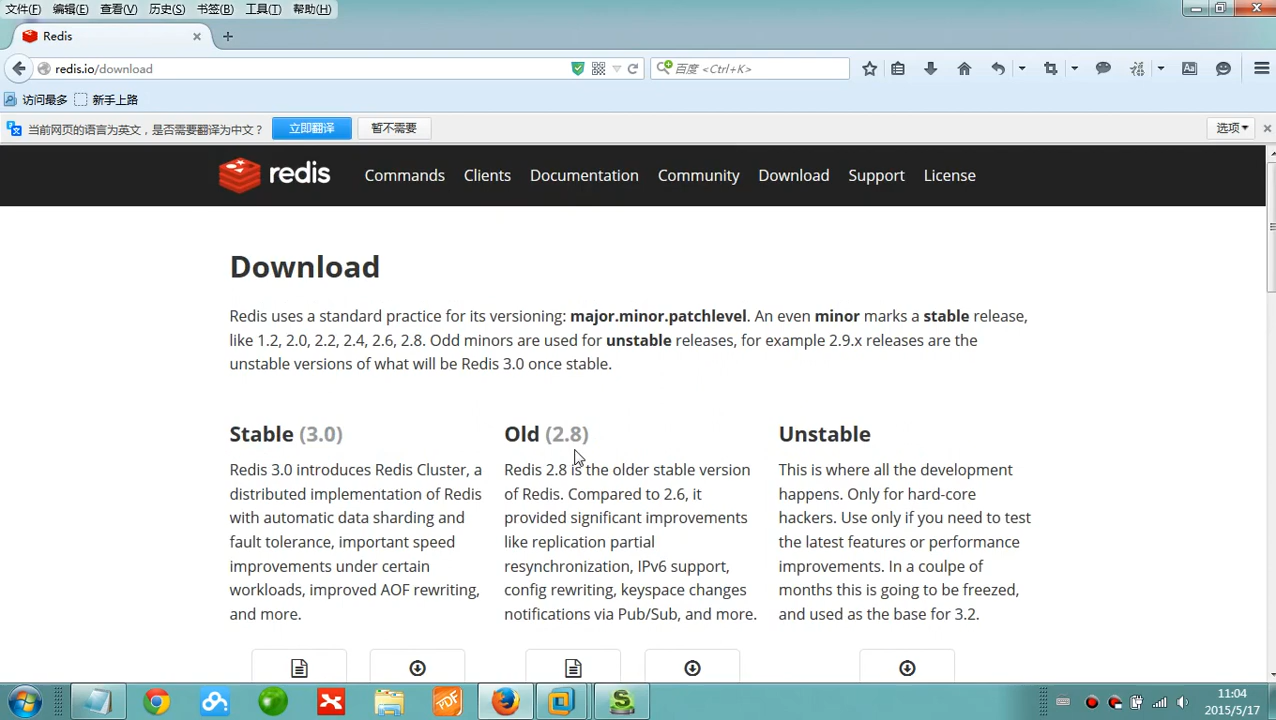 文件(F) 编辑(E) 查看(V) 历史(S) 书签(B) 工具(T) 帮助(H)
Redis
redis.io/download
百度 <Ctrl+K>
访问最多 新手上路
当前网页的语言为英文，是否需要翻译为中文？ 立即翻译 暂不需要 选项
redis Commands Clients Documentation Community Download Support License
Download
Redis uses a standard practice for its versioning: major.minor.patchlevel. An even minor marks a stable release,
like 1.2, 2.0, 2.2, 2.4, 2.6, 2.8. Odd minors are used for unstable releases, for example 2.9.x releases are the
unstable versions of what will be Redis 3.0 once stable.
Stable (3.0)
Redis 3.0 introduces Redis Cluster, a
distributed implementation of Redis
with automatic data sharding and
fault tolerance, important speed
improvements under certain
workloads, improved AOF rewriting,
and more.
Old (2.8)
Redis 2.8 is the older stable version
of Redis. Compared to 2.6, it
provided significant improvements
like replication partial
resynchronization, IPv6 support,
config rewriting, keyspace changes
notifications via Pub/Sub, and more.
Unstable
This is where all the development
happens. Only for hard-core
hackers. Use only if you need to test
the latest features or performance
improvements. In a coulpe of
months this is going to be freezed,
and used as the base for 3.2.
11:04
2015/5/17